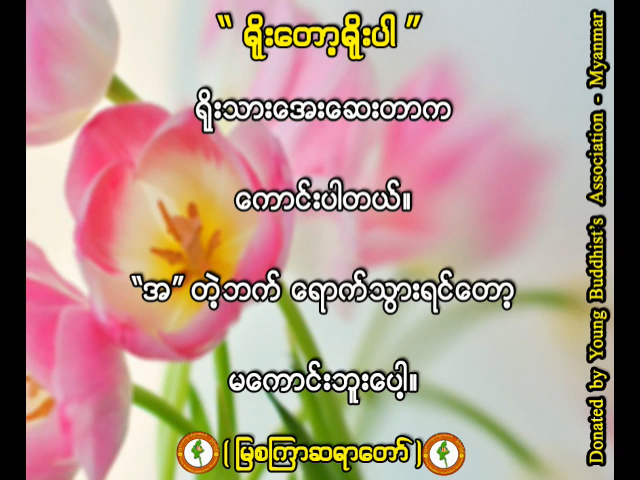 “ ရိုးတော့ရိုးပါ ”
ရိုးသားအေးဆေးတာက
ကောင်းပါတယ်။
“အ” တဲ့ဘက် ရောက်သွားရင်တော့
မကောင်းဘူးပေါ့။
( မြစကြာဆရာတော် )
Donated by Young Buddhist's Association - Myanmar